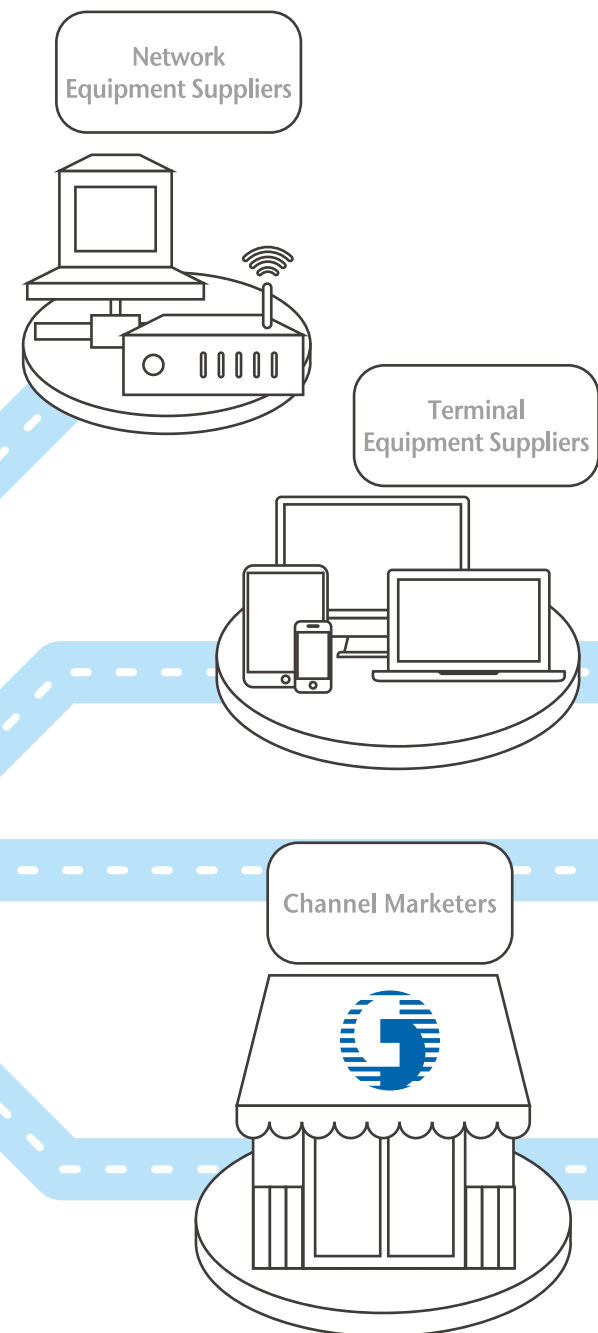 Network
Equipment Suppliers
Terminal
Equipment Suppliers
Channel Marketers